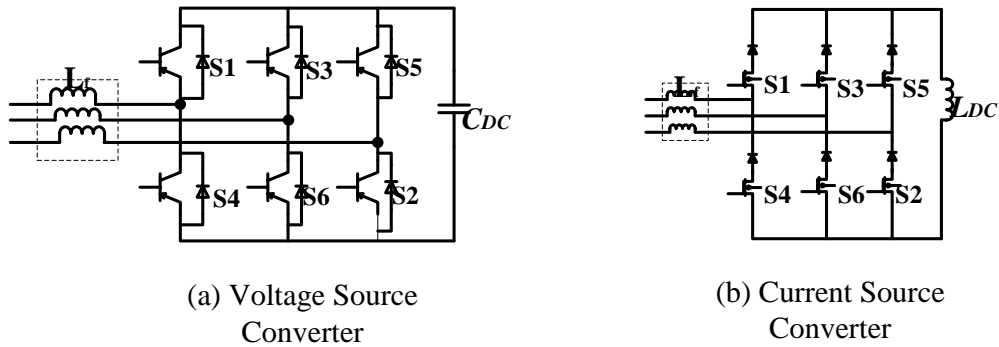 Lf
S1
S3
S5
CDC
S4
S6
S2
(a) Voltage Source
Converter
Lf
S1
S3
S5
LDC
S4
S6
S2
(b) Current Source
Converter